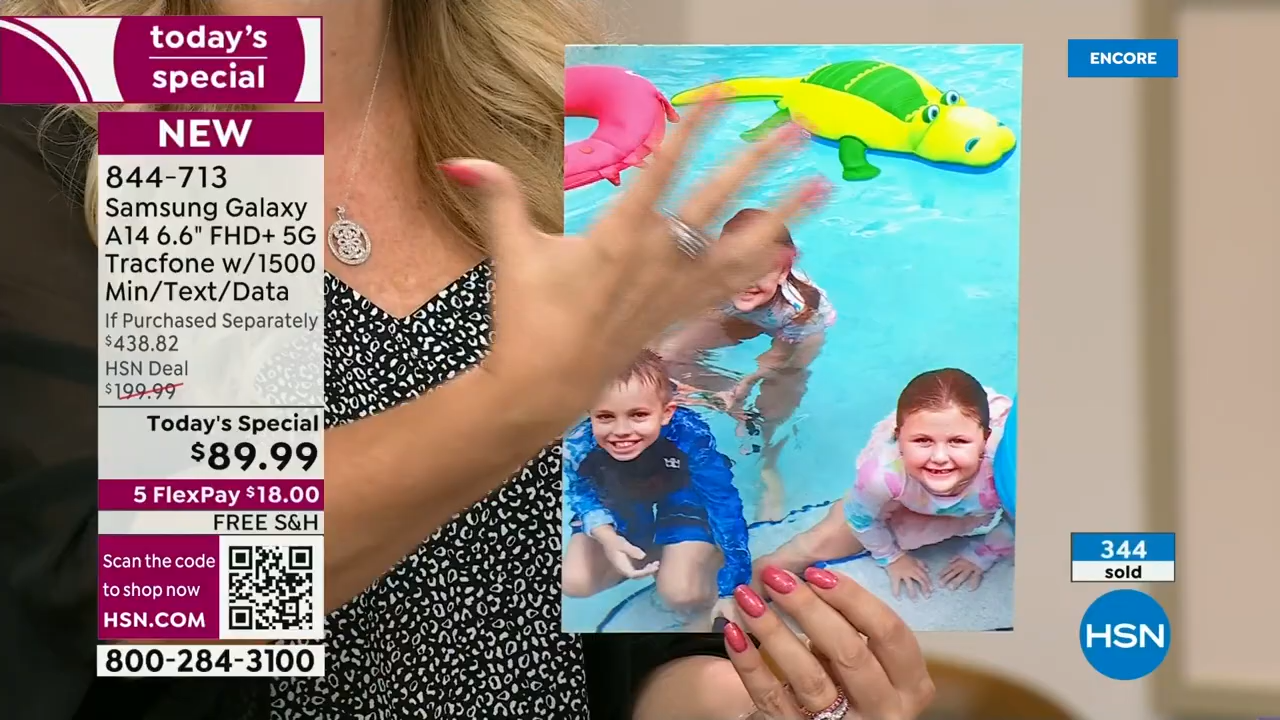 today's
special
NEW
844-713
Samsung Galaxy
A14 6.6" FHD+ 5G
Tracfone w/1500
Min/Text/Data
If Purchased Separately
$438.82
HSN Deal
$199.99
Today's Special
$89.99
5 FlexPay $18.00
FREE S&H
Scan the code
to shop now
HSN.COM
800-284-3100
ENCORE
344
sold
HSN